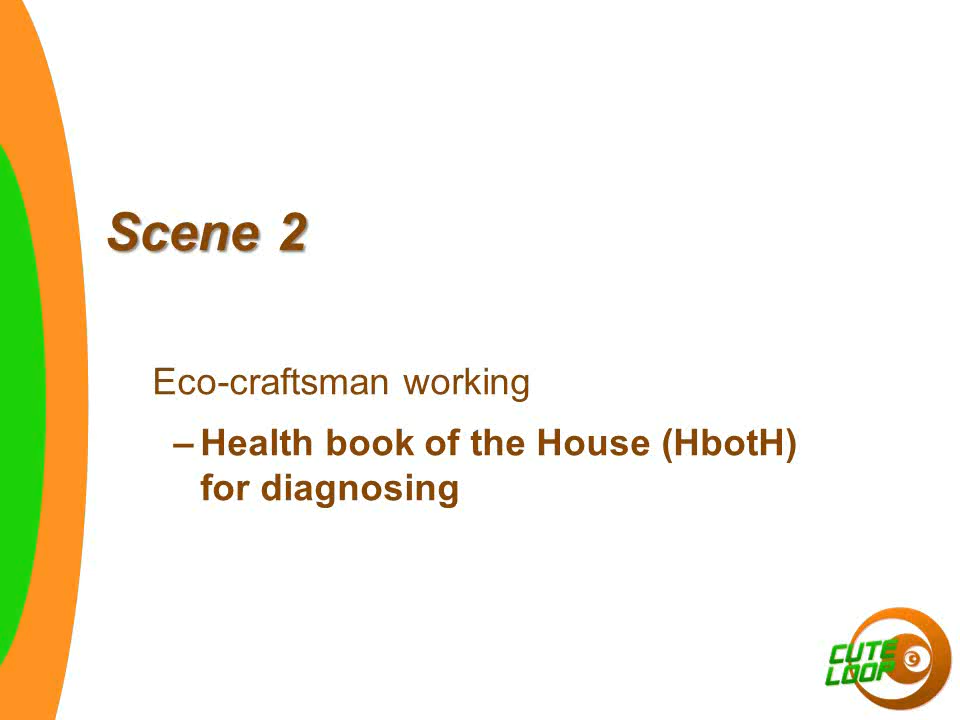 Scene 2
Eco-craftsman working
– Health book of the House (HbotH)
for diagnosing
CUTE
LOOP